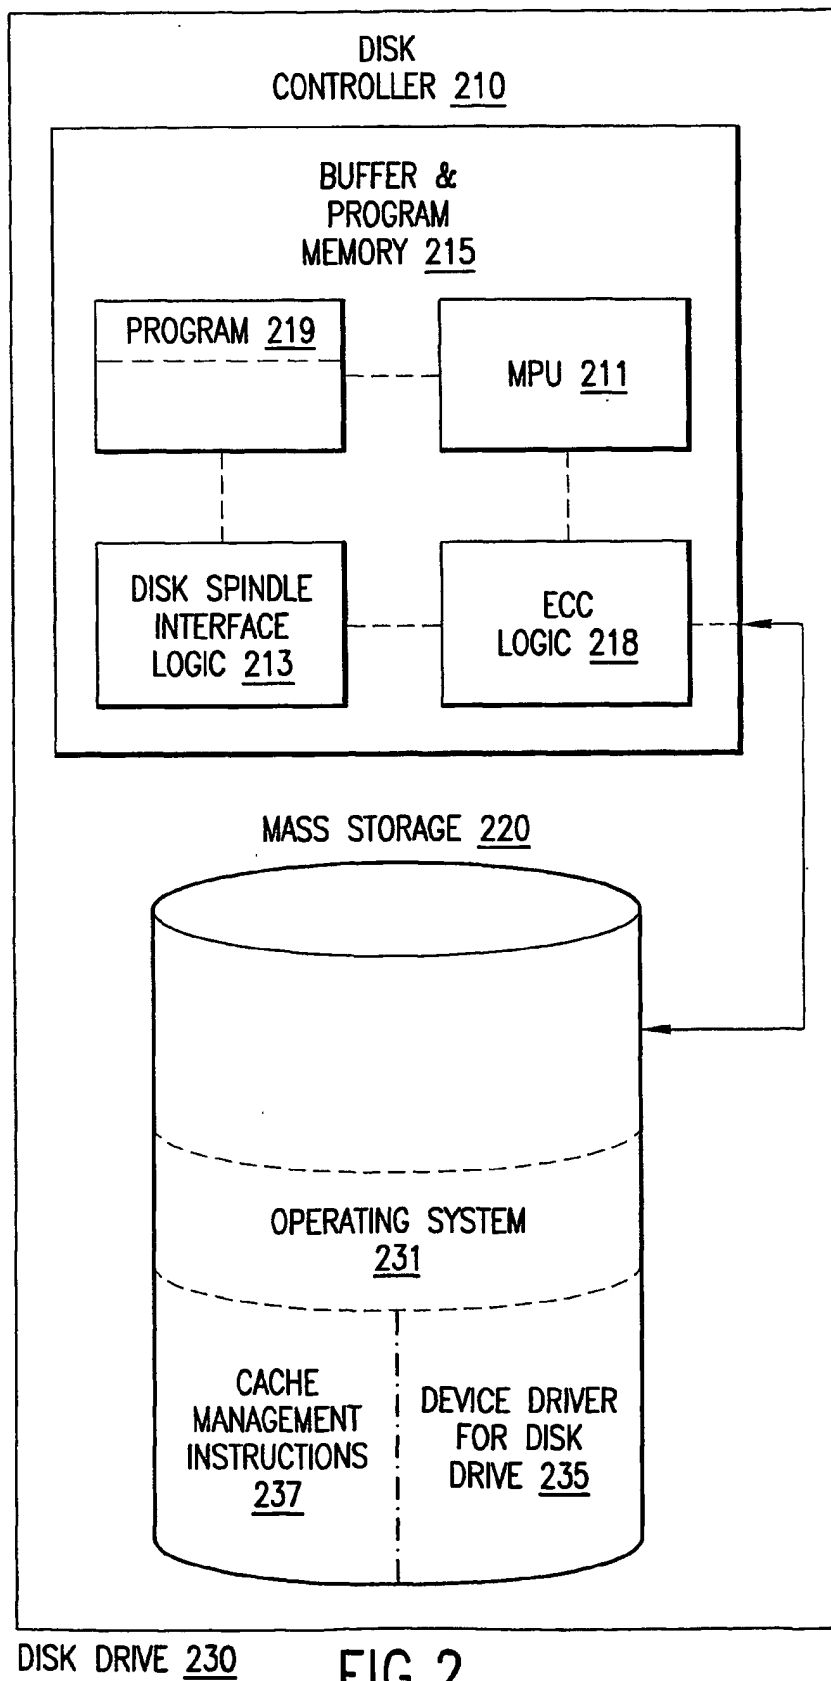 DISK
CONTROLLER 210
BUFFER &
PROGRAM
MEMORY 215
PROGRAM 219
MPU 211
DISK SPINDLE
INTERFACE
LOGIC 213
ECC
LOGIC 218
MASS STORAGE 220
OPERATING SYSTEM
231
CACHE
MANAGEMENT
INSTRUCTIONS
237
DEVICE DRIVER
FOR DISK
DRIVE 235
DISK DRIVE 230
FIG. 2